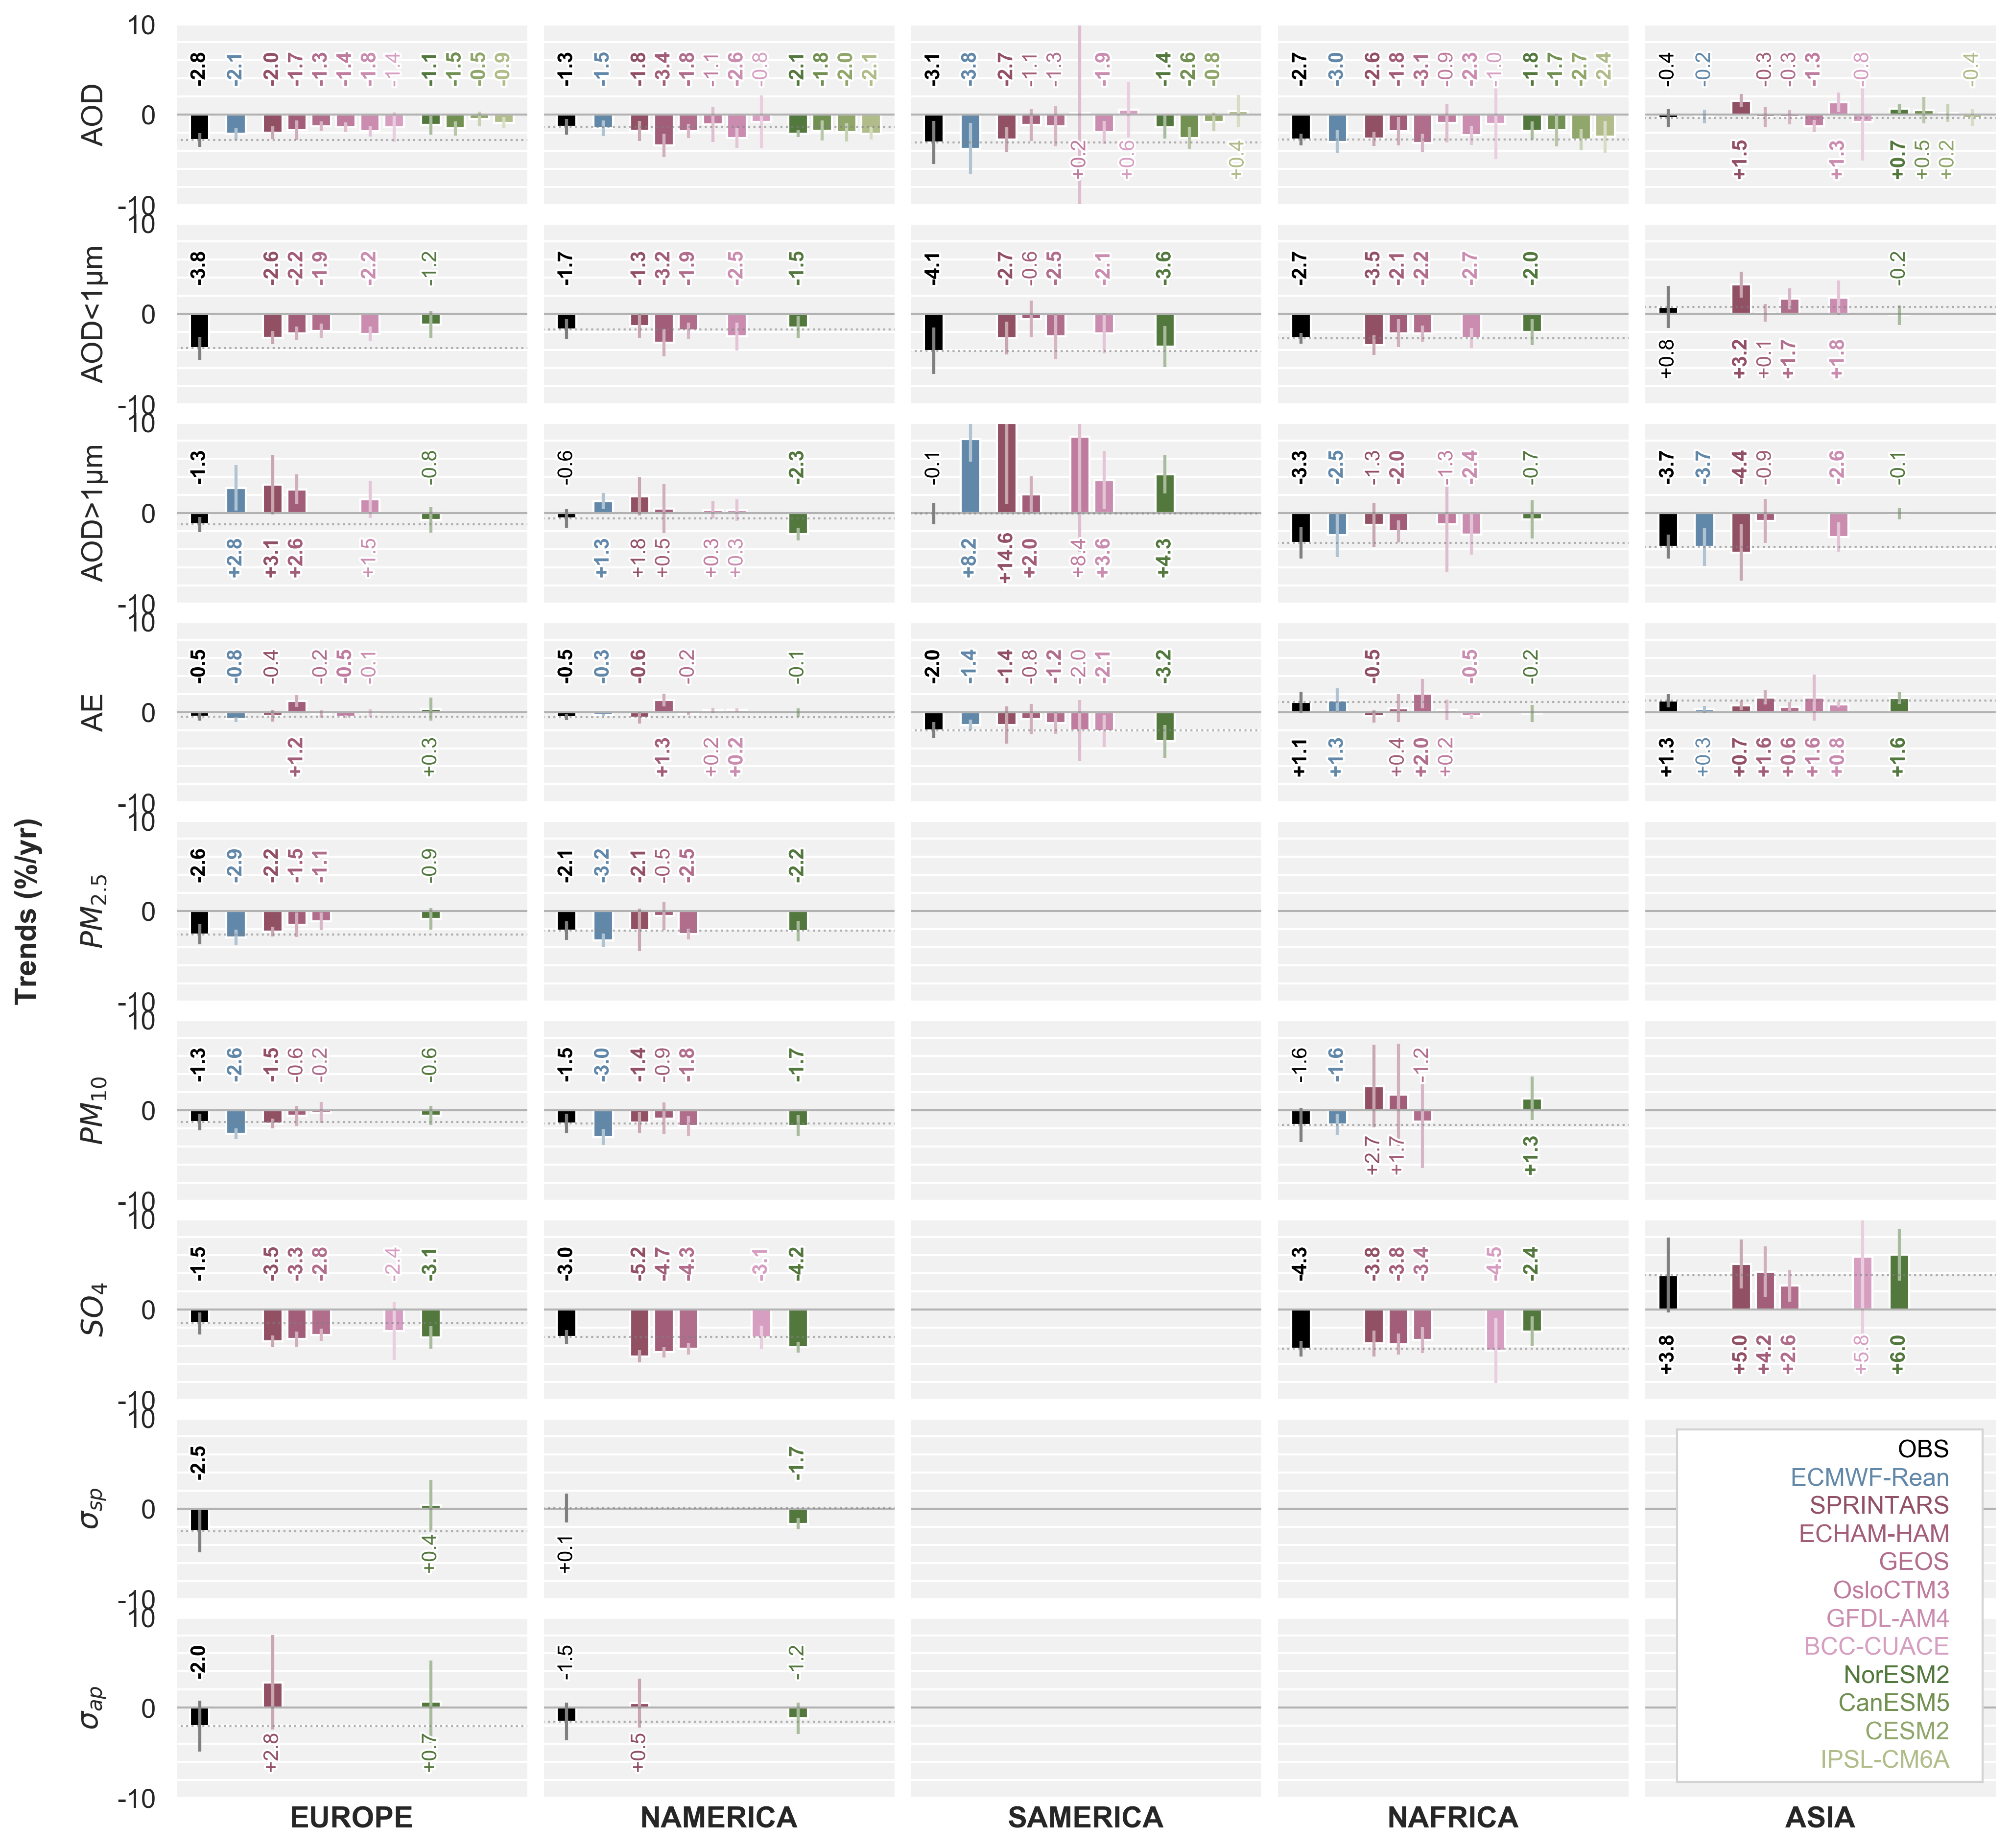 Trends (%/yr)
AOD
10
0
-10
-2.8 -2.1 -2.0 -1.7 -1.3 -1.4 -1.8 -1.4 -1.1 -1.5 -0.5 -0.9
-1.3 -1.5 -1.8 -3.4 -1.8 -1.1 -2.6 -0.8 -2.1 -1.8 -2.0 -2.1
-3.1 -3.8 -2.7 -1.1 -1.3 +0.2 -1.9 +0.6 -1.4 -2.6 -0.8 +0.4
-2.7 -3.0 -2.6 -1.8 -3.1 -0.9 -2.3 -1.0 -1.8 -1.7 -2.7 -2.4
-0.4 -0.2 +1.5 -0.3 -0.3 -1.3 +1.3 -0.8 +0.7 +0.5 +0.2 -0.4
AOD<1μm
10
0
-10
-3.8 -2.6 -2.2 -1.9 -2.2 -1.2
-1.7 -1.3 -3.2 -1.9 -2.5 -1.5
-4.1 -2.7 -0.6 -2.5 -2.1 -3.6
-2.7 -3.5 -2.1 -2.2 -2.7 -2.0
+0.8 +3.2 +0.1 +1.7 +1.8 -0.2
AOD>1μm
10
0
-10
-1.3 +2.8 +3.1 +2.6 +1.5 -0.8
-0.6 +1.3 +1.8 +0.5 +0.3 +0.3 -2.3
-0.1 +8.2 +14.6 +2.0 +8.4 +3.6 +4.3
-3.3 -2.5 -1.3 -2.0 -1.3 -2.4 -0.7
-3.7 -3.7 -4.4 -0.9 -2.6 -0.1
AE
10
0
-10
-0.5 -0.8 -0.4 +1.2 -0.2 -0.5 -0.1 +0.3
-0.5 -0.3 -0.6 +1.3 -0.2 +0.2 +0.2 -0.1
-2.0 -1.4 -1.4 -0.8 -1.2 -2.0 -2.1 -3.2
+1.1 +1.3 -0.5 +0.4 +2.0 +0.2 -0.5 -0.2
+1.3 +0.3 +0.7 +1.6 +0.6 +1.6 +0.8 +1.6
PM2.5
10
0
-10
-2.6 -2.9 -2.2 -1.5 -1.1 -0.9
-2.1 -3.2 -2.1 -0.5 -2.5 -2.2
PM10
10
0
-10
-1.3 -2.6 -1.5 -0.6 -0.2 -0.6
-1.5 -3.0 -1.4 -0.9 -1.8 -1.7
-1.6 -1.6 +2.7 +1.7 -1.2 +1.3
SO4
10
0
-10
-1.5 -3.5 -3.3 -2.8 -2.4 -3.1
-3.0 -5.2 -4.7 -4.3 -3.1 -4.2
-4.3 -3.8 -3.8 -3.4 -4.5 -2.4
+3.8 +5.0 +4.2 +2.6 +5.8 +6.0
σsp
10
0
-10
-2.5 +0.4
+0.1 -1.7
σap
10
0
-10
-2.0 +2.8 +0.7
-1.5 +0.5 -1.2
OBS
ECMWF-Rean
SPRINTARS
ECHAM-HAM
GEOS
OsloCTM3
GFDL-AM4
BCC-CUACE
NorESM2
CanESM5
CESM2
IPSL-CM6A
EUROPE NAMERICA SAMERICA NAFRICA ASIA